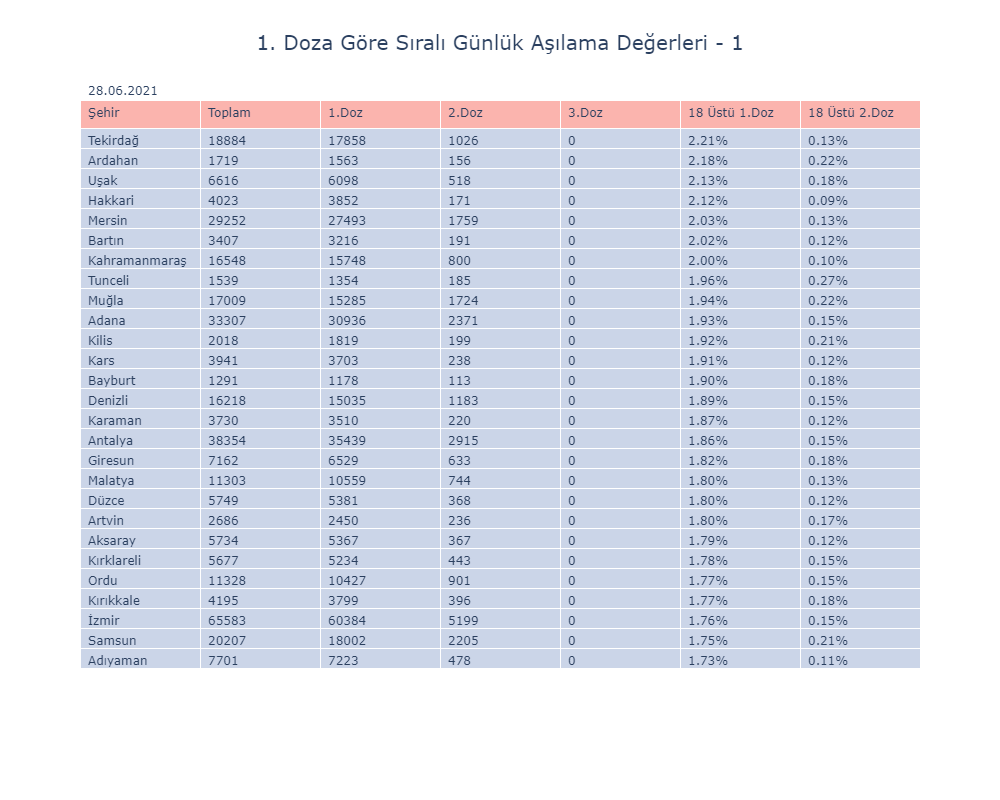 1. Doza Göre Sıralı Günlük Aşılama Değerleri - 1
28.06.2021
Şehir Toplam 1.Doz 2.Doz 3.Doz 18 Üstü 1.Doz 18 Üstü 2.Doz
Tekirdağ 18884 17858 1026 0 2.21% 0.13%
Ardahan 1719 1563 156 0 2.18% 0.22%
Uşak 6616 6098 518 0 2.13% 0.18%
Hakkari 4023 3852 171 0 2.12% 0.09%
Mersin 29252 27493 1759 0 2.03% 0.13%
Bartın 3407 3216 191 0 2.02% 0.12%
Kahramanmaraş 16548 15748 800 0 2.00% 0.10%
Tunceli 1539 1354 185 0 1.96% 0.27%
Muğla 17009 15285 1724 0 1.94% 0.22%
Adana 33307 30936 2371 0 1.93% 0.15%
Kilis 2018 1819 199 0 1.92% 0.21%
Kars 3941 3703 238 0 1.91% 0.12%
Bayburt 1291 1178 113 0 1.90% 0.18%
Denizli 16218 15035 1183 0 1.89% 0.15%
Karaman 3730 3510 220 0 1.87% 0.12%
Antalya 38354 35439 2915 0 1.86% 0.15%
Giresun 7162 6529 633 0 1.82% 0.18%
Malatya 11303 10559 744 0 1.80% 0.13%
Düzce 5749 5381 368 0 1.80% 0.12%
Artvin 2686 2450 236 0 1.80% 0.17%
Aksaray 5734 5367 367 0 1.79% 0.12%
Kırklareli 5677 5234 443 0 1.78% 0.15%
Ordu 11328 10427 901 0 1.77% 0.15%
Kırıkkale 4195 3799 396 0 1.77% 0.18%
İzmir 65583 60384 5199 0 1.76% 0.15%
Samsun 20207 18002 2205 0 1.75% 0.21%
Adıyaman 7701 7223 478 0 1.73% 0.11%